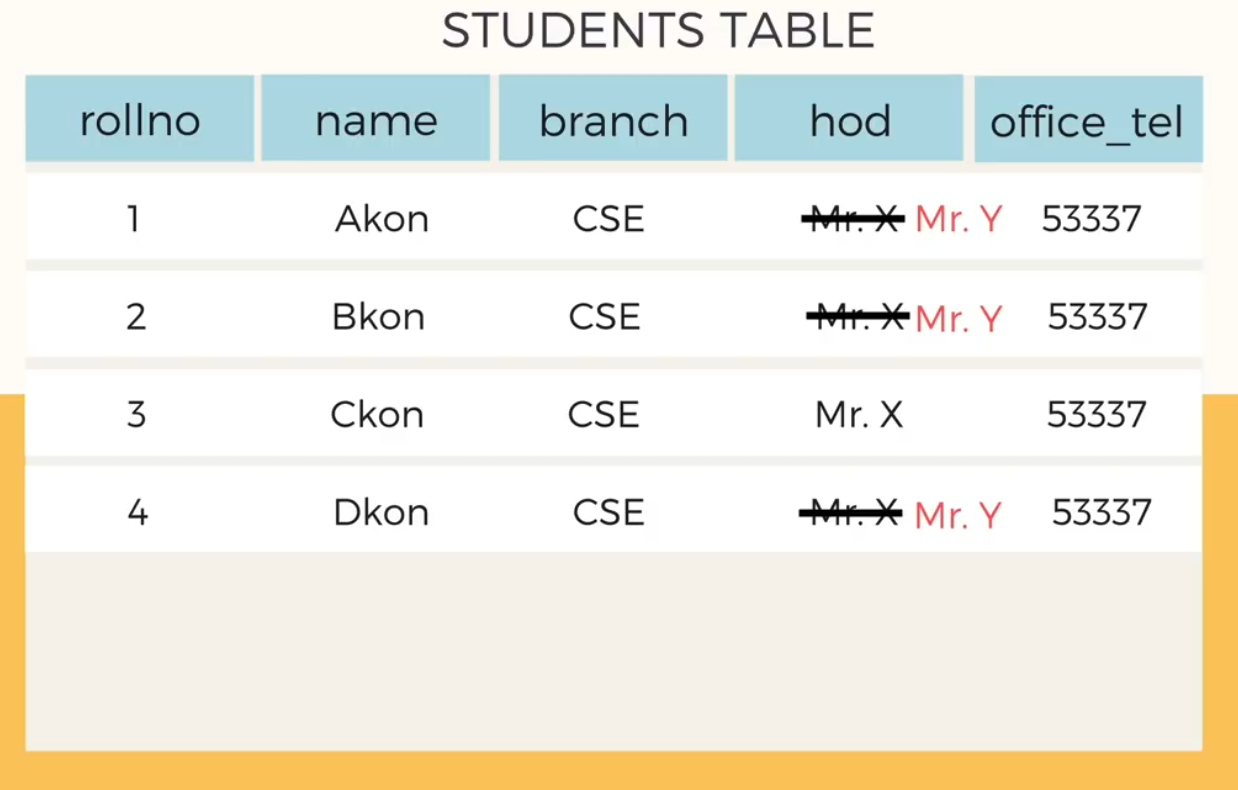 STUDENTS TABLE
rollno name branch hod office_tel
1 Akon CSE Mr. X Mr. Y 53337
2 Bkon CSE Mr. X Mr. Y 53337
3 Ckon CSE Mr. X 53337
4 Dkon CSE Mr. X Mr. Y 53337